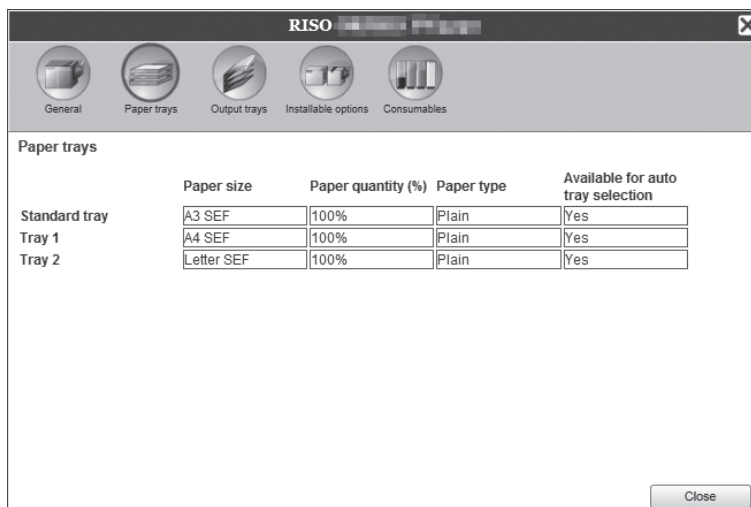 RISO
General Paper trays Output trays Installable options Consumables
Paper trays
Paper size Paper quantity (%) Paper type Available for auto tray selection
Standard tray A3 SEF 100% Plain Yes
Tray 1 A4 SEF 100% Plain Yes
Tray 2 Letter SEF 100% Plain Yes
Close